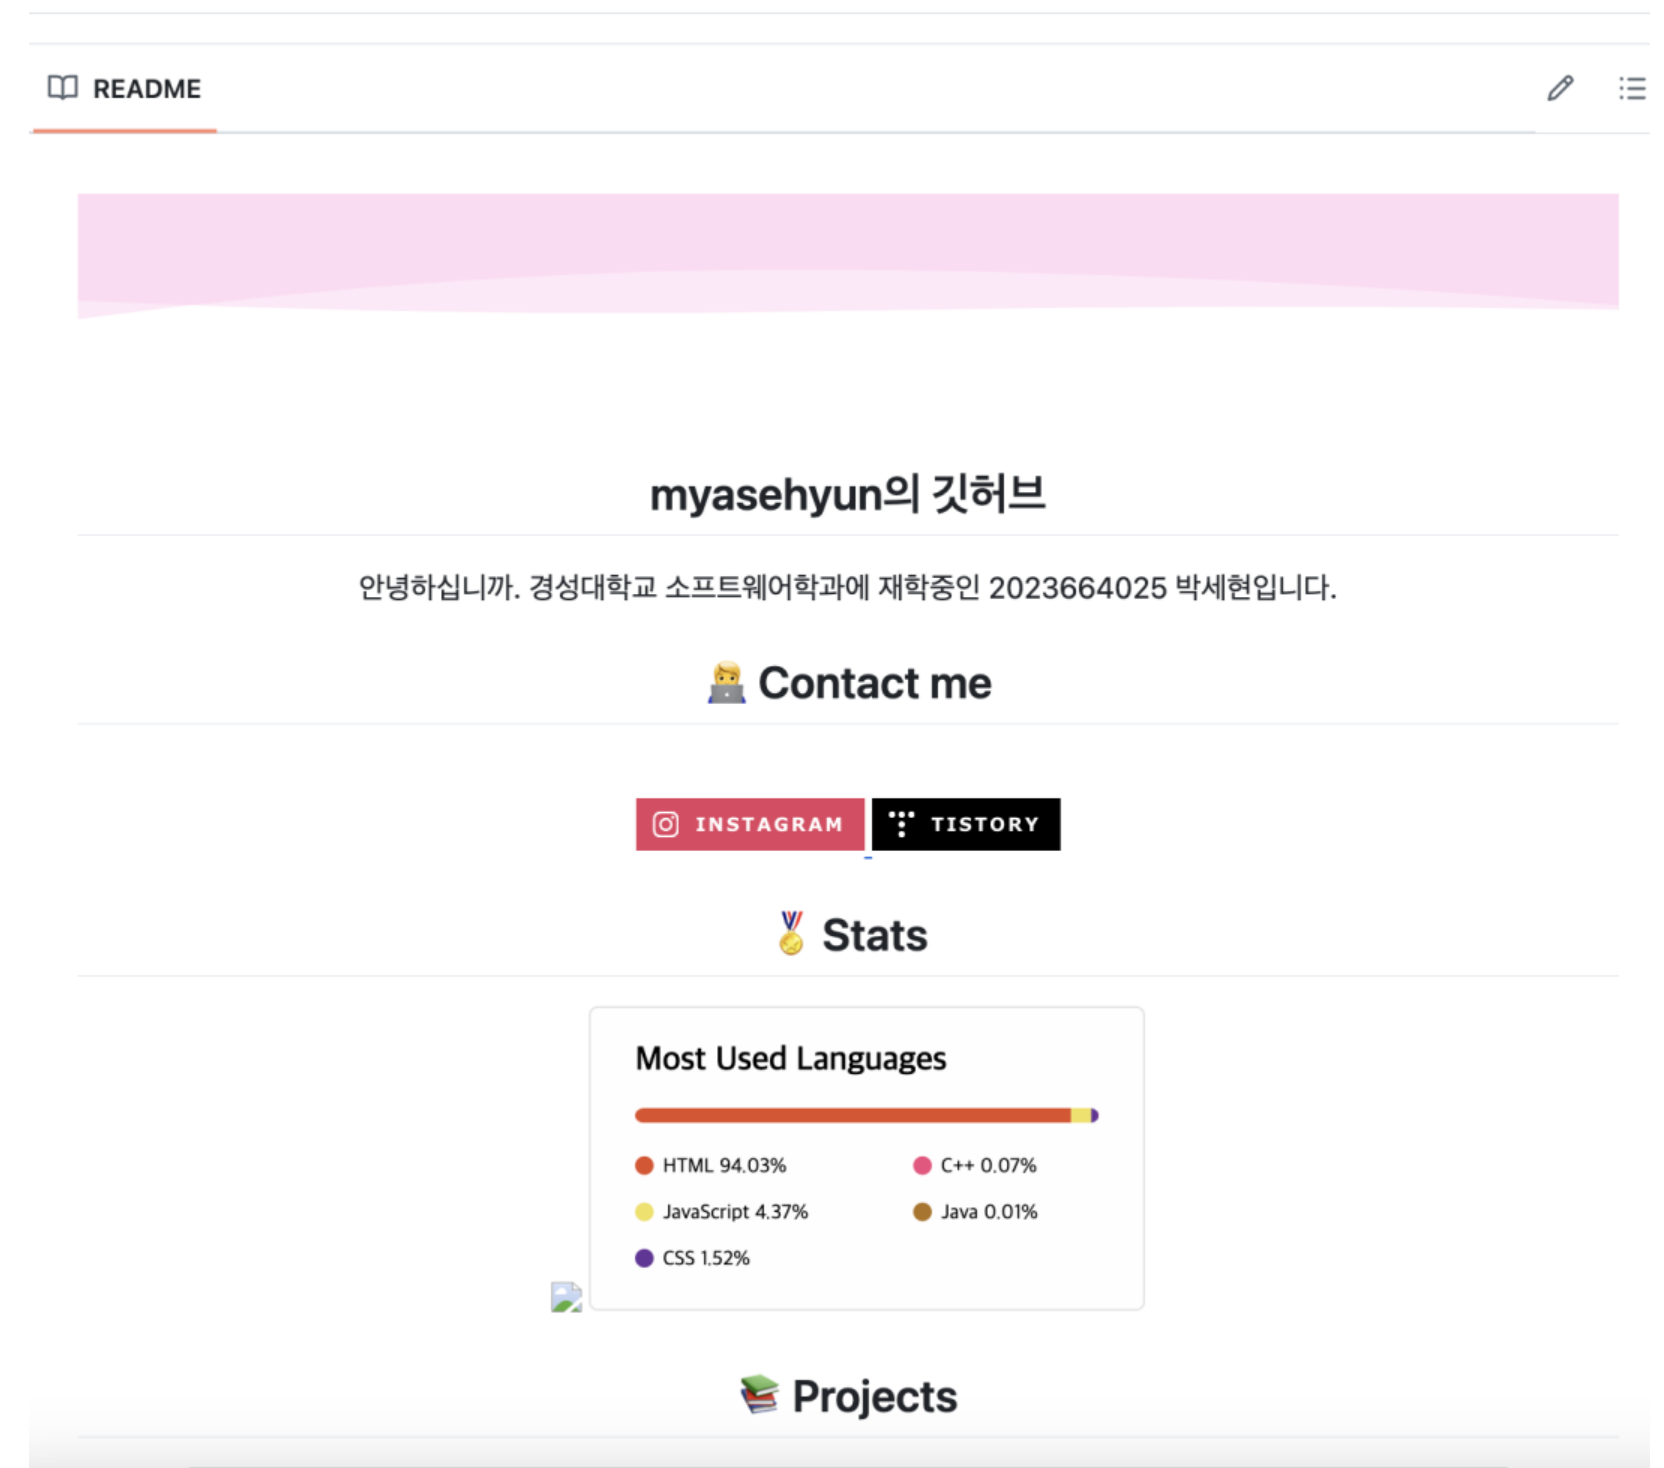 README
myasehyun의 깃허브
안녕하십니까. 경성대학교 소프트웨어학과에 재학중인 2023664025 박세현입니다.
Contact me
INSTAGRAM TISTORY
Stats
Most Used Languages
HTML 94.03% C++ 0.07%
JavaScript 4.37% Java 0.01%
CSS 1.52%
Projects